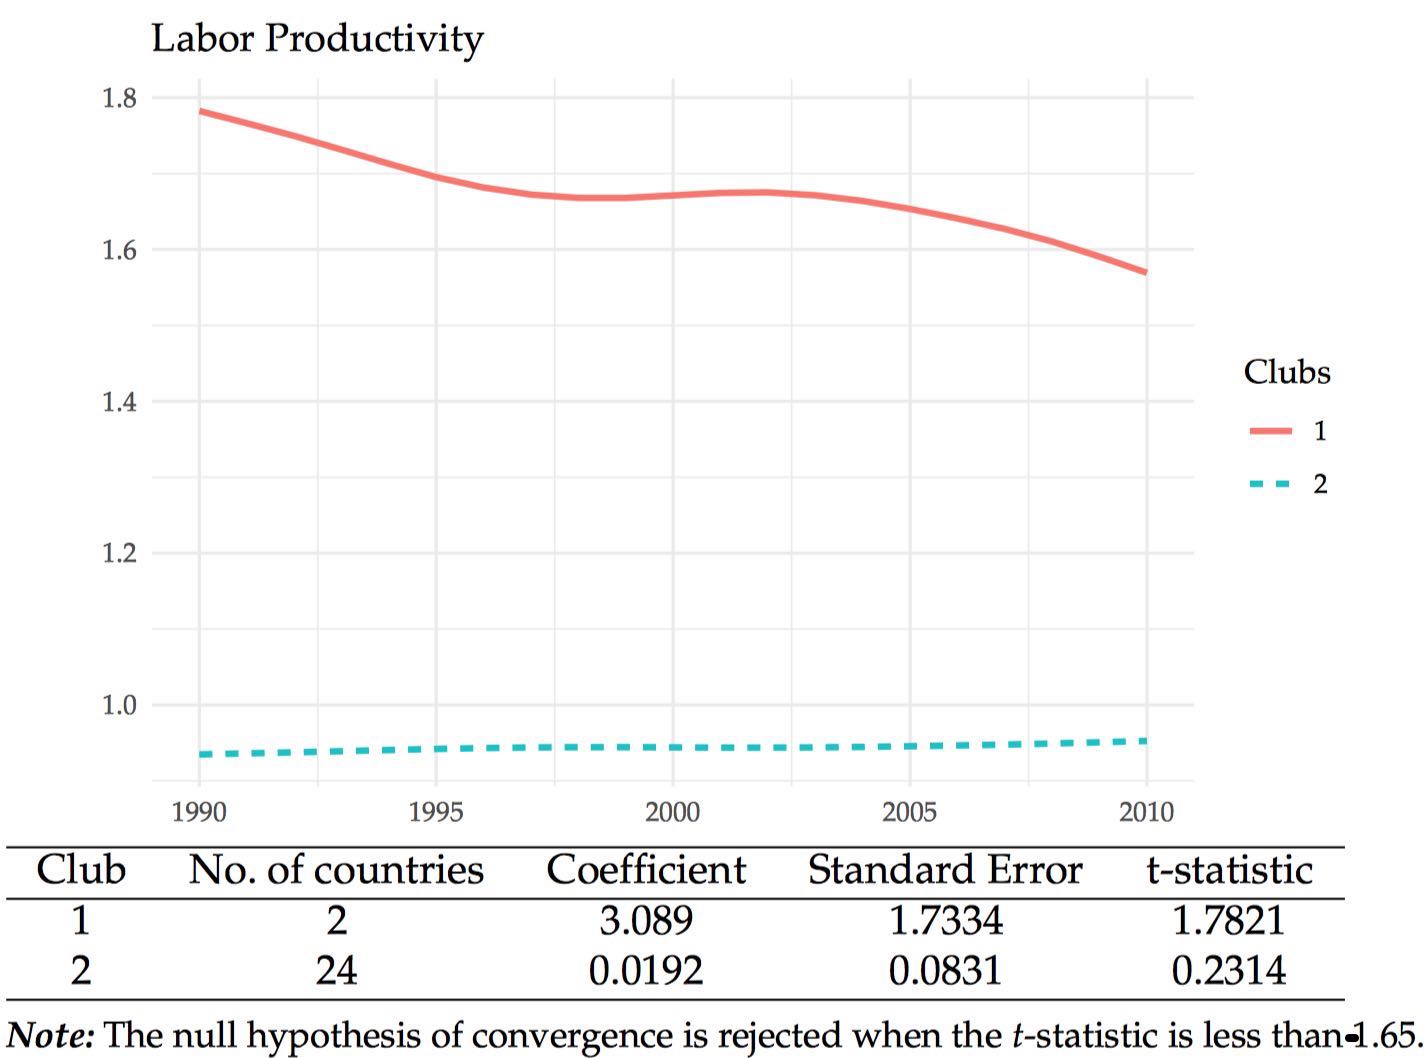 Labor Productivity
1.8
1.6
1.4
1.2
1.0
1990 1995 2000 2005 2010
Clubs
1
2
Club No. of countries Coefficient Standard Error t-statistic
1 2 3.089 1.7334 1.7821
2 24 0.0192 0.0831 0.2314
Note: The null hypothesis of convergence is rejected when the t-statistic is less than-1.65.